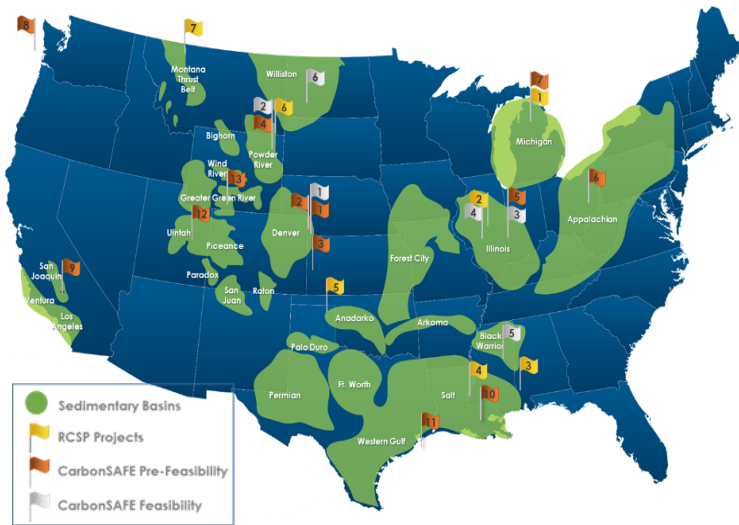 8
7
Montana
Thrust
Belt
Williston
6
2
6
4
Bighorn
Powder
River
7
1
Michigan
Wind
River
13
Greater Green River
12
Uintah
Piceance
1
2
1
Denver
3
2
5
4
3
Illinois
6
Appalachian
Forest City
San
Joaquin
9
Ventura
Los
Angeles
Paradox
San
Juan
Raton
5
Anadarko
Arkoma
Palo Duro
Black
Warrior
5
3
Permian
Ft. Worth
4
Salt
10
11
Western Gulf
Sedimentary Basins
RCSP Projects
CarbonSAFE Pre-Feasibility
CarbonSAFE Feasibility